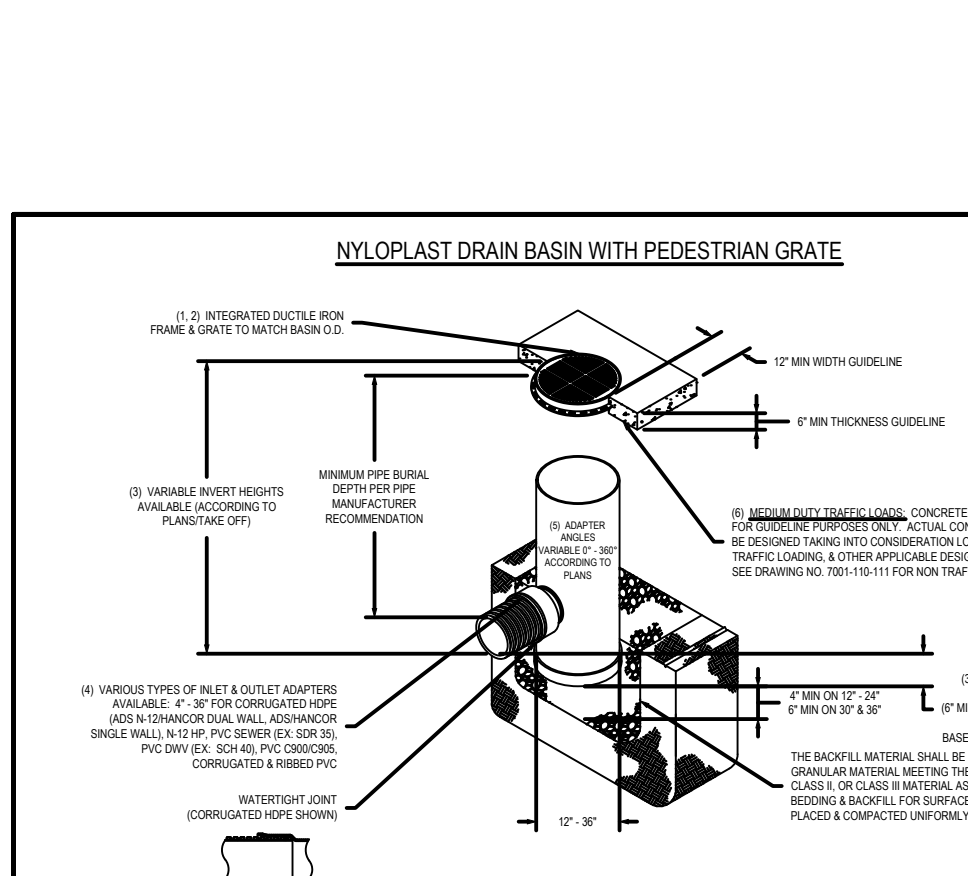 NYLOPLAST DRAIN BASIN WITH PEDESTRIAN GRATE
(1, 2) INTEGRATED DUCTILE IRON
FRAME & GRATE TO MATCH BASIN O.D.
12" MIN WIDTH GUIDELINE
6" MIN THICKNESS GUIDELINE
(3) VARIABLE INVERT HEIGHTS
AVAILABLE (ACCORDING TO
PLANS/TAKE OFF)
MINIMUM PIPE BURIAL
DEPTH PER PIPE
MANUFACTURER
RECOMMENDATION
(5) ADAPTER
ANGLES
VARIABLE 0° - 360°
ACCORDING TO
PLANS
(6) MEDIUM DUTY TRAFFIC LOADS: CONCRETE
FOR GUIDELINE PURPOSES ONLY. ACTUAL CON
BE DESIGNED TAKING INTO CONSIDERATION LO
TRAFFIC LOADING, & OTHER APPLICABLE DESIG
SEE DRAWING NO. 7001-110-111 FOR NON TRAF
(4) VARIOUS TYPES OF INLET & OUTLET ADAPTERS
AVAILABLE: 4" - 36" FOR CORRUGATED HDPE
(ADS N-12/HANCOR DUAL WALL, ADS/HANCOR
SINGLE WALL), N-12 HP, PVC SEWER (EX: SDR 35),
PVC DWV (EX: SCH 40), PVC C900/C905,
CORRUGATED & RIBBED PVC
WATERTIGHT JOINT
(CORRUGATED HDPE SHOWN)
12" - 36"
4" MIN ON 12" - 24"
6" MIN ON 30" & 36"
(3
(6" MI
BASE
THE BACKFILL MATERIAL SHALL BE
GRANULAR MATERIAL MEETING THE
CLASS II, OR CLASS III MATERIAL AS
BEDDING & BACKFILL FOR SURFACE
PLACED & COMPACTED UNIFORMLY